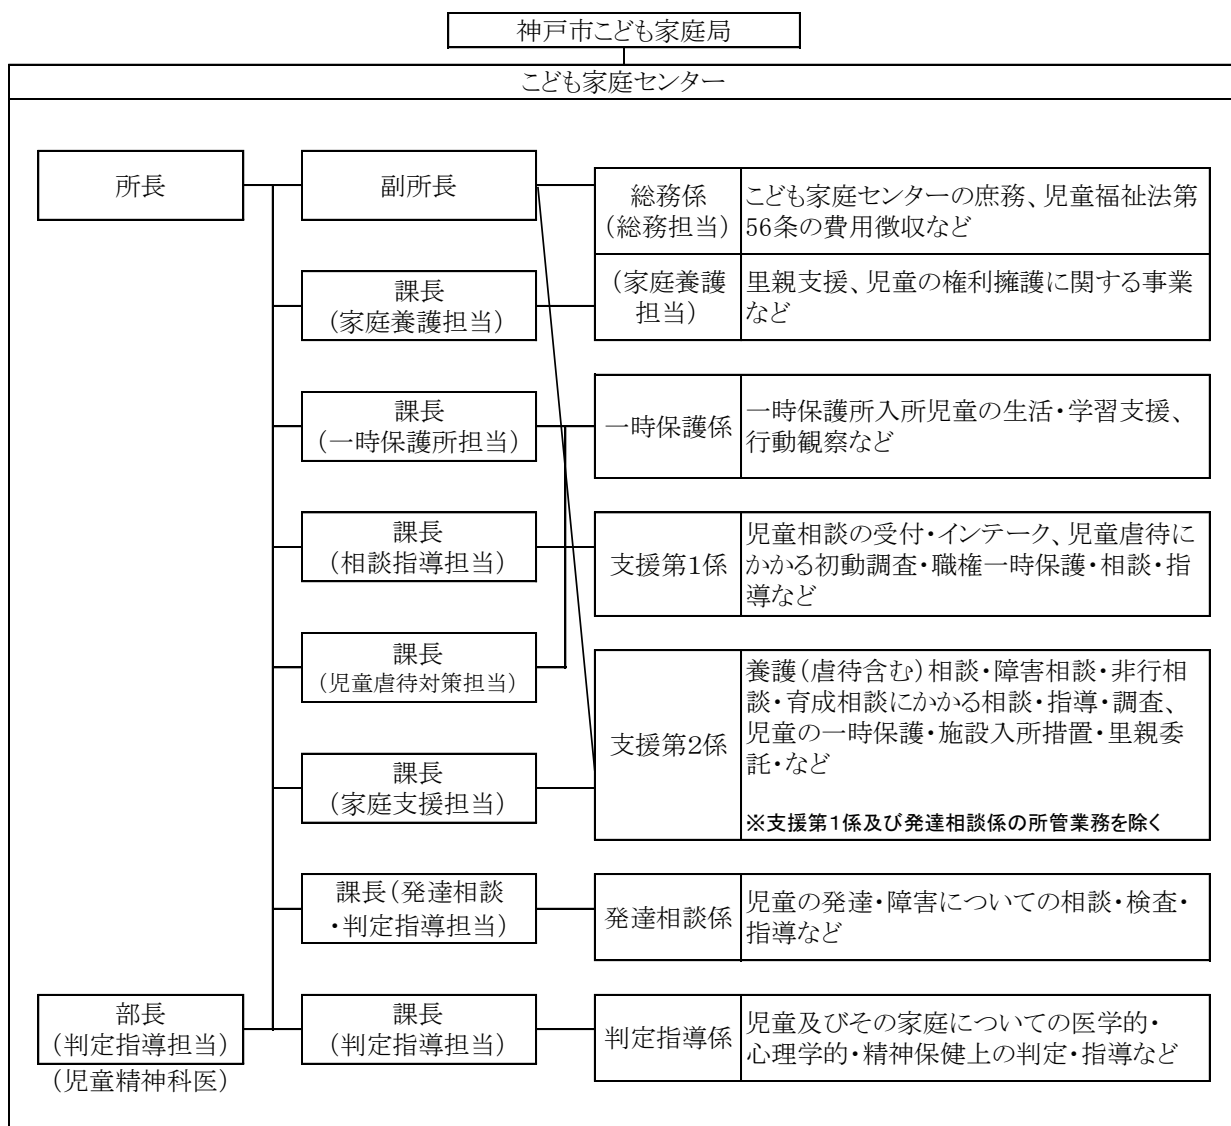 神戸市こども家庭局
こども家庭センター
所長
副所長
総務係
(総務担当)
こども家庭センターの庶務、児童福祉法第
56条の費用徴収など
課長
(家庭養護担当)
(家庭養護
担当)
里親支援、児童の権利擁護に関する事業
など
課長
(一時保護所担当)
一時保護係
一時保護所入所児童の生活・学習支援、
行動観察など
課長
(相談指導担当)
支援第1係
児童相談の受付・インテーク、児童虐待に
かかる初動調査・職権一時保護・相談・指
導など
課長
(児童虐待対策担当)
支援第2係
養護(虐待含む)相談・障害相談・非行相
談・育成相談にかかる相談・指導・調査、
児童の一時保護・施設入所措置・里親委
託・など
※支援第1係及び発達相談係の所管業務を除く
課長
(家庭支援担当)
課長(発達相談
・判定指導担当)
発達相談係
児童の発達・障害についての相談・検査・
指導など
部長
(判定指導担当)
(児童精神科医)
課長
(判定指導担当)
判定指導係
児童及びその家庭についての医学的・
心理学的・精神保健上の判定・指導など